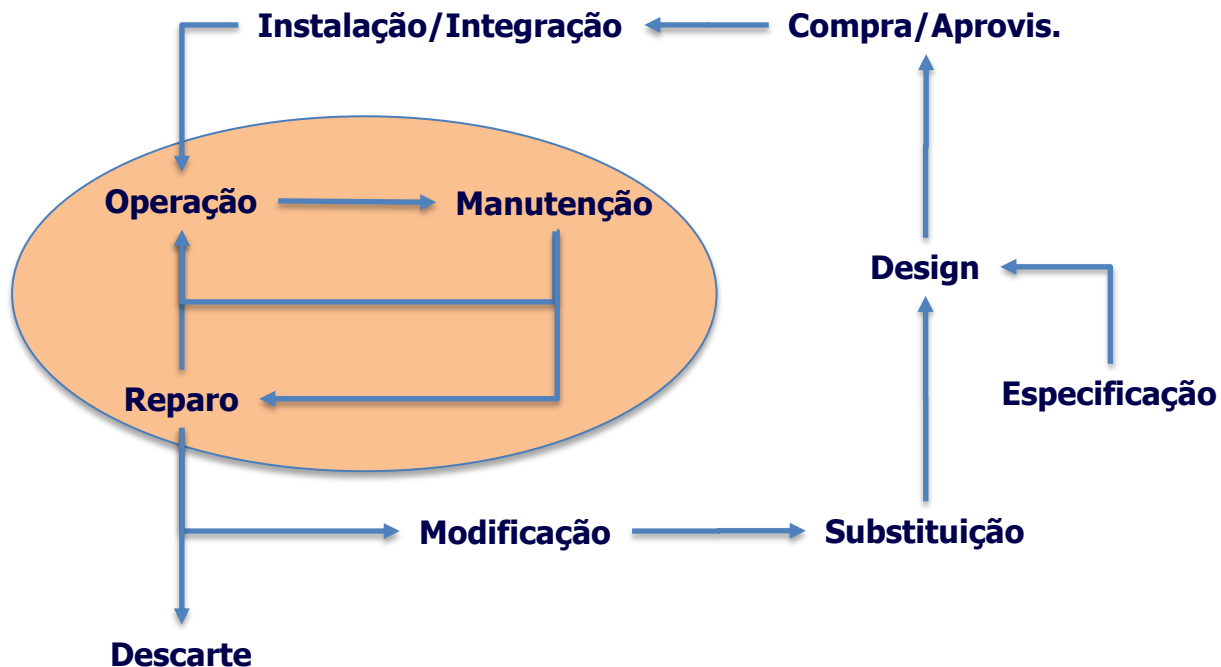 Instalação/Integração
Compra/Aprovis.
Operação
Manutenção
Design
Reparo
Especificação
Modificação
Substituição
Descarte